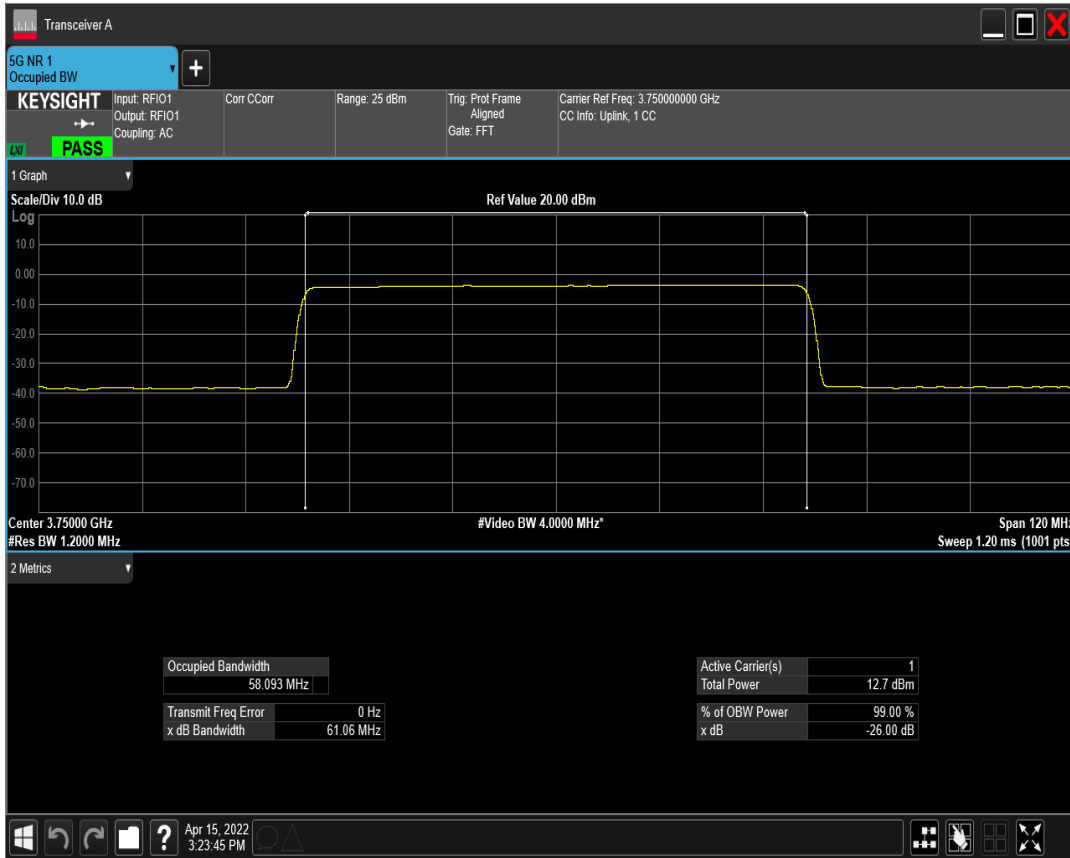 Transceiver A
5G NR 1
Occupied BW
+
KEYSIGHT
LXI
PASS
Input: RFIO1
Output: RFIO1
Coupling: AC
Corr CCorr
Range: 25 dBm
Trig: Prot Frame
Aligned
Gate: FFT
Carrier Ref Freq: 3.750000000 GHz
CC Info: Uplink, 1 CC
1 Graph
Scale/Div 10.0 dB
Ref Value 20.00 dBm
Log
10.0
0.00
-10.0
-20.0
-30.0
-40.0
-50.0
-60.0
-70.0
Center 3.75000 GHz
#Video BW 4.0000 MHz*
Span 120 MHz
#Res BW 1.2000 MHz
Sweep 1.20 ms (1001 pts
2 Metrics
Occupied Bandwidth
58.093 MHz
Transmit Freq Error 0 Hz
x dB Bandwidth 61.06 MHz
Active Carrier(s) 1
Total Power 12.7 dBm
% of OBW Power 99.00 %
x dB -26.00 dB
?
Apr 15, 2022
3:23:45 PM